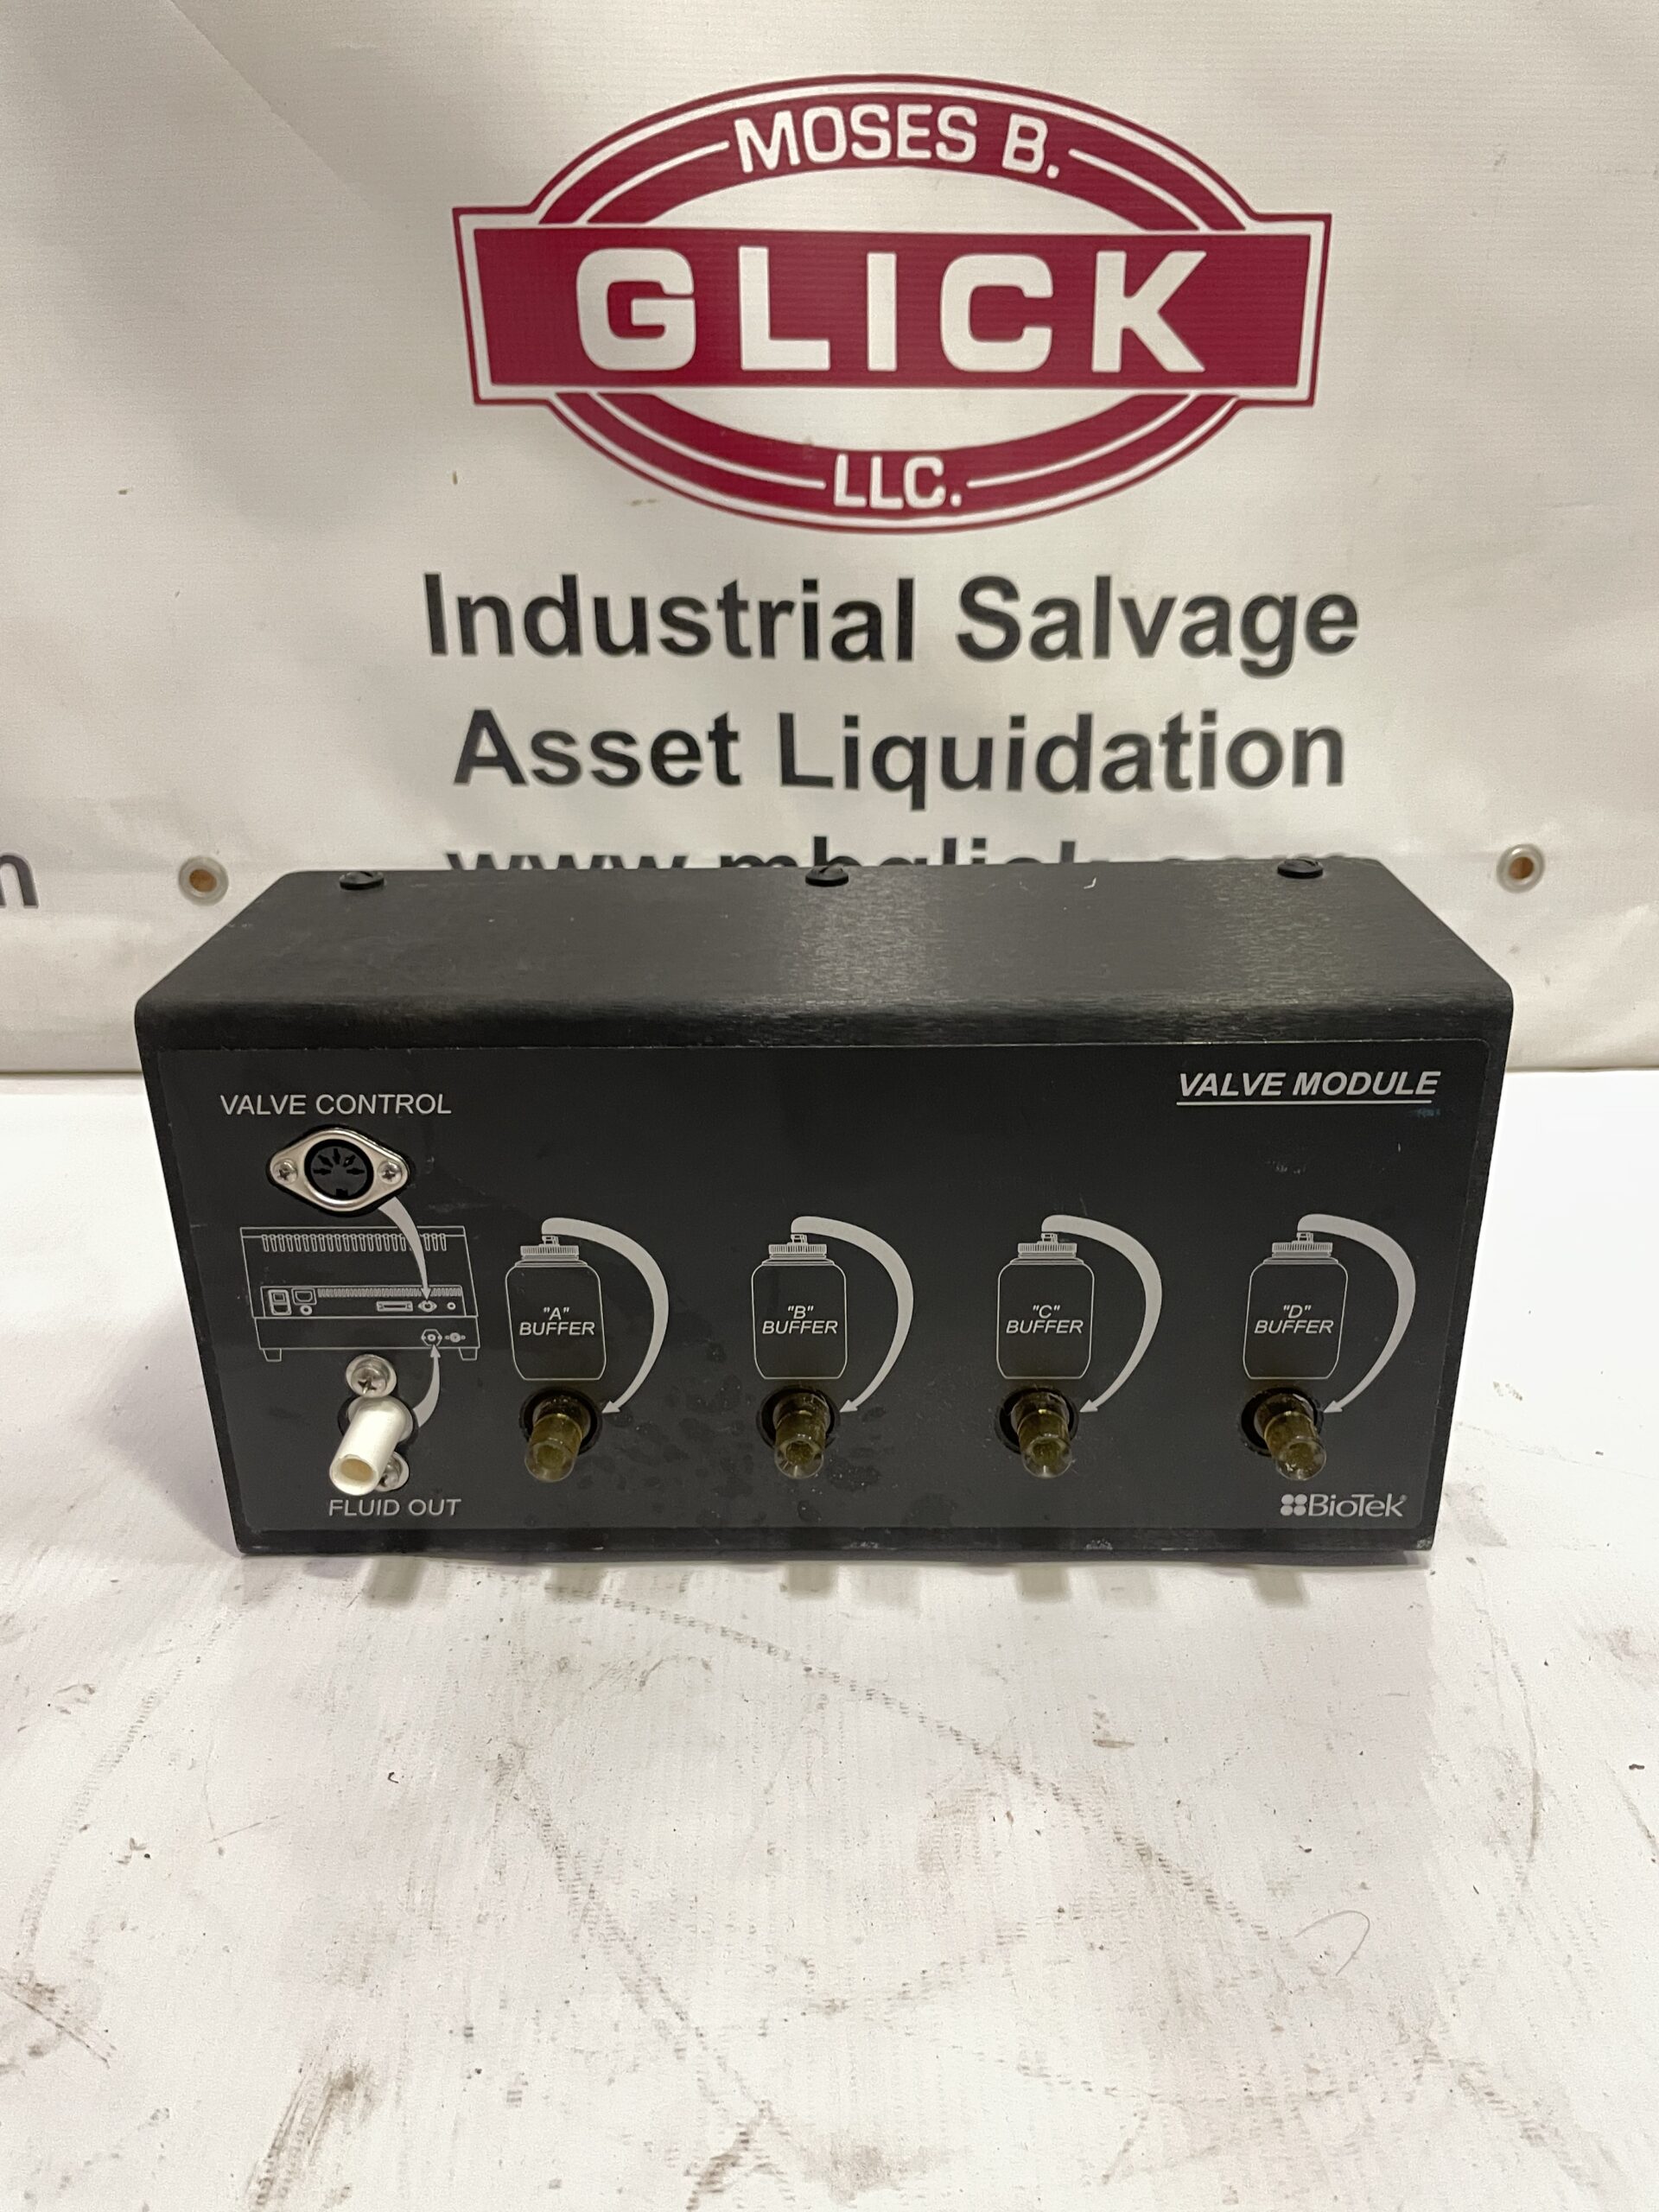 MOSES B.
GLICK
LLC.
Industrial Salvage
Asset Liquidation
VALVE CONTROL
VALVE MODULE
"A"
BUFFER
"B"
BUFFER
"C"
BUFFER
"D"
BUFFER
FLUID OUT
BioTek®